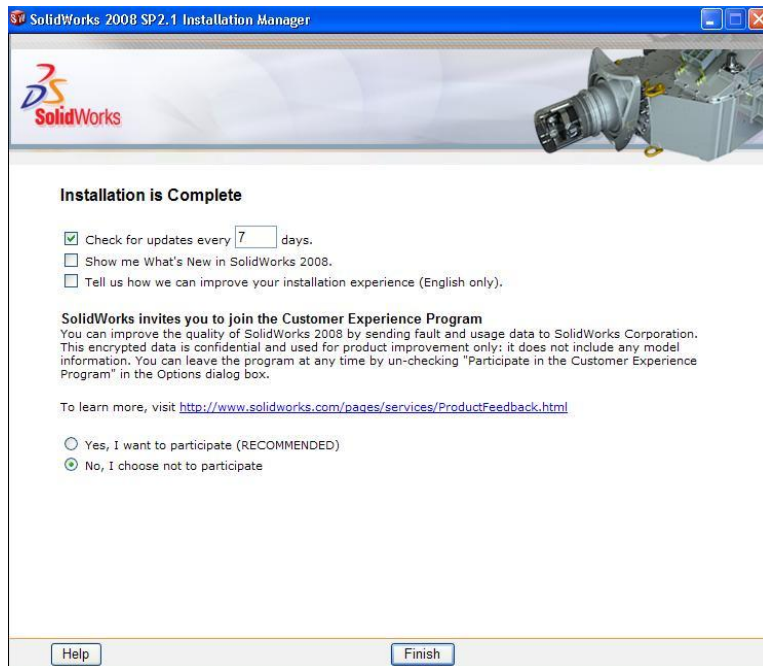 SolidWorks 2008 SP2.1 Installation Manager
SolidWorks
Installation is Complete
Check for updates every 7 days.
Show me What's New in SolidWorks 2008.
Tell us how we can improve your installation experience (English only).
SolidWorks invites you to join the Customer Experience Program
You can improve the quality of SolidWorks 2008 by sending fault and usage data to SolidWorks Corporation.
This encrypted data is confidential and used for product improvement only: it does not include any model
information. You can leave the program at any time by un-checking "Participate in the Customer Experience
Program" in the Options dialog box.
To learn more, visit http://www.solidworks.com/pages/services/ProductFeedback.html
Yes, I want to participate (RECOMMENDED)
No, I choose not to participate
Help
Finish